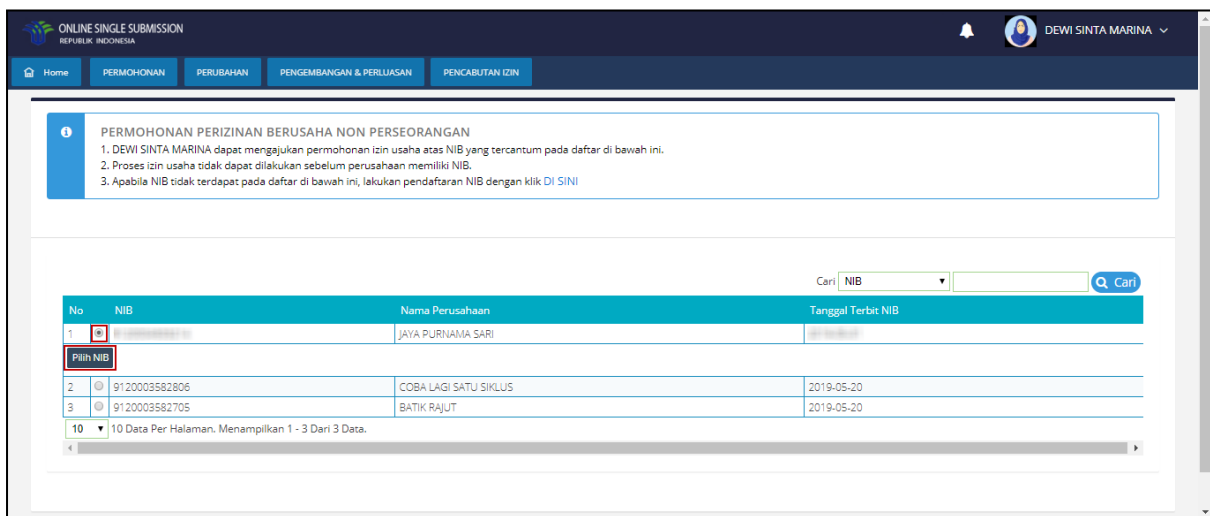 ONLINE SINGLE SUBMISSION
REPUBLIK INDONESIA
DEWI SINTA MARINA
Home PERMOHONAN PERUBAHAN PENGEMBANGAN & PERLUASAN PENCABUTAN IZIN
PERMOHONAN PERIZINAN BERUSAHA NON PERSEORANGAN
1. DEWI SINTA MARINA dapat mengajukan permohonan izin usaha atas NIB yang tercantum pada daftar di bawah ini.
2. Proses izin usaha tidak dapat dilakukan sebelum perusahaan memiliki NIB.
3. Apabila NIB tidak terdapat pada daftar di bawah ini, lakukan pendaftaran NIB dengan klik DI SINI
Cari NIB Cari
No NIB Nama Perusahaan Tanggal Terbit NIB
1 JAYA PURNAMA SARI
Pilih NIB
2 9120003582806 COBA LAGI SATU SIKLUS 2019-05-20
3 9120003582705 BATIK RAJUT 2019-05-20
10 10 Data Per Halaman. Menampilkan 1 - 3 Dari 3 Data.